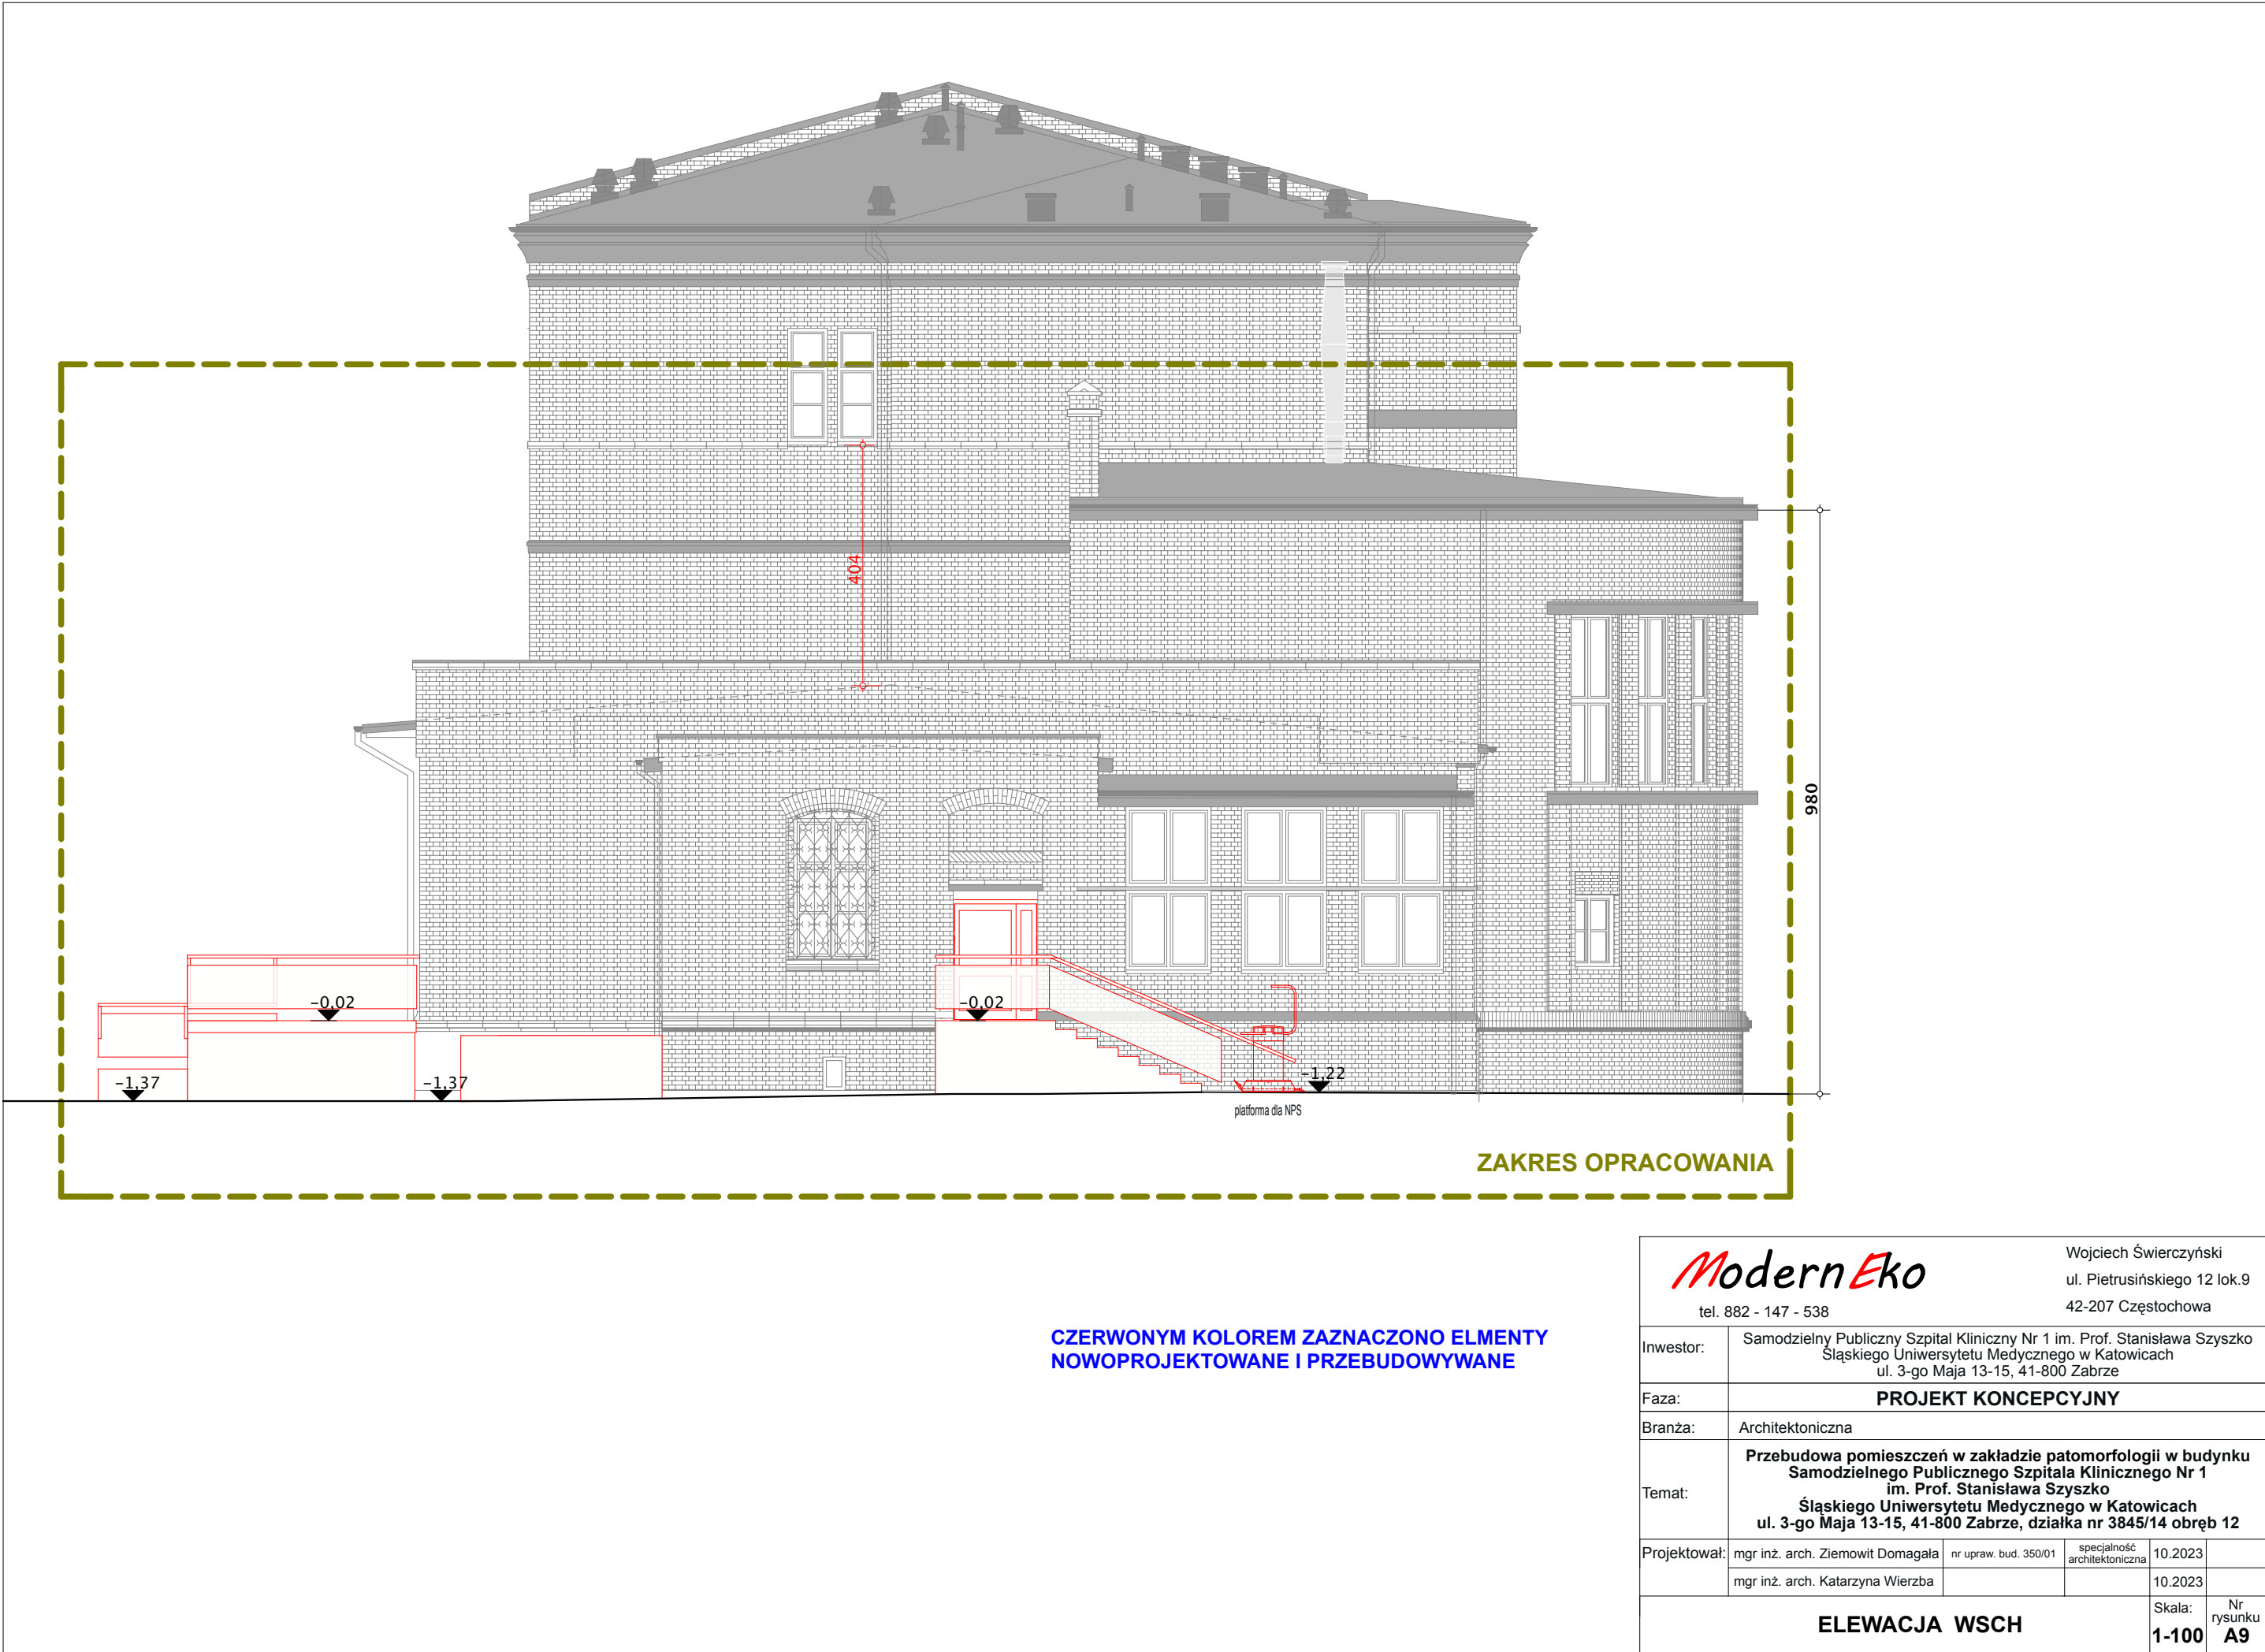 404
980
-0,02
-0,02
-1,37
-1,37
-1,22
platforma dla NPS
ZAKRES OPRACOWANIA
CZERWONYM KOLOREM ZAZNACZONO ELMENTY
NOWOPROJEKTOWANE I PRZEBUDOWYWANE
ModernEko
tel. 882 - 147 - 538
Wojciech Świerczyński
ul. Pietrusińskiego 12 lok.9
42-207 Częstochowa
Inwestor:
Samodzielny Publiczny Szpital Kliniczny Nr 1 im. Prof. Stanisława Szyszko
Śląskiego Uniwersytetu Medycznego w Katowicach
ul. 3-go Maja 13-15, 41-800 Zabrze
Faza:
PROJEKT KONCEPCYJNY
Branża:
Architektoniczna
Temat:
Przebudowa pomieszczeń w zakładzie patomorfologii w budynku
Samodzielnego Publicznego Szpitala Klinicznego Nr 1
im. Prof. Stanisława Szyszko
Śląskiego Uniwersytetu Medycznego w Katowicach
ul. 3-go Maja 13-15, 41-800 Zabrze, działka nr 3845/14 obręb 12
Projektował:
mgr inż. arch. Ziemowit Domagała
nr upraw. bud. 350/01
specjalność
architektoniczna
10.2023
mgr inż. arch. Katarzyna Wierzba
10.2023
ELEWACJA WSCH
Skala:
1-100
Nr
rysunku
A9